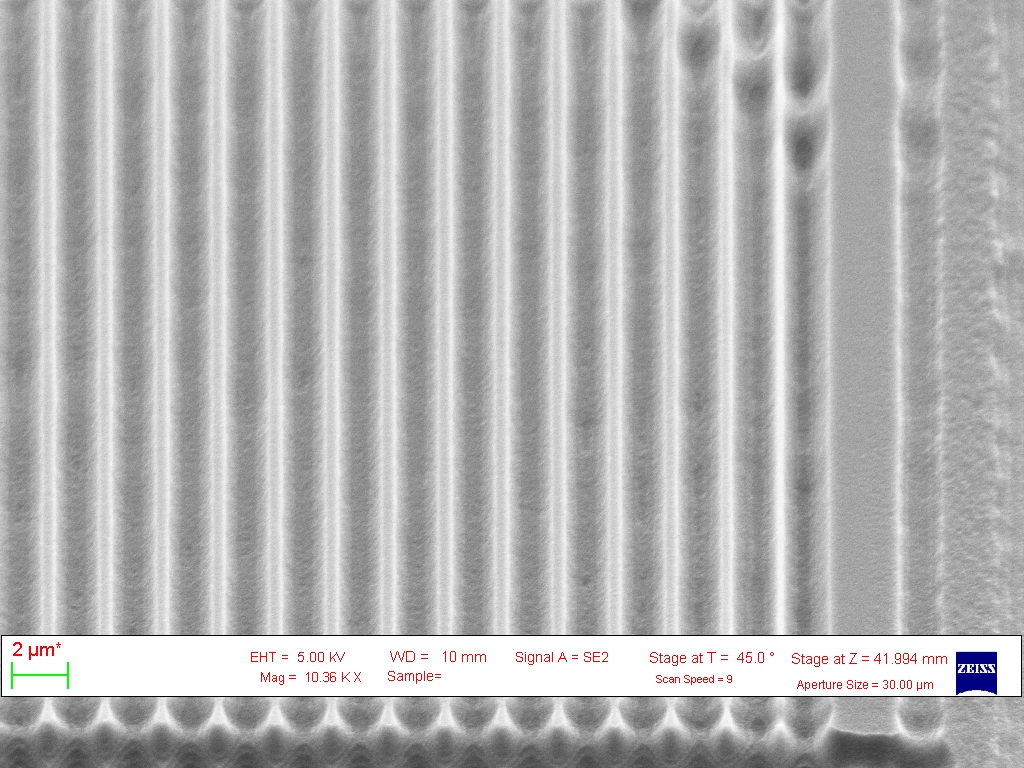 2 µm*
EHT = 5.00 kV WD = 10 mm Signal A = SE2 Stage at T = 45.0 ° Stage at Z = 41.994 mm
Mag = 10.36 K X Sample= Scan Speed = 9 Aperture Size = 30.00 µm
ZEISS